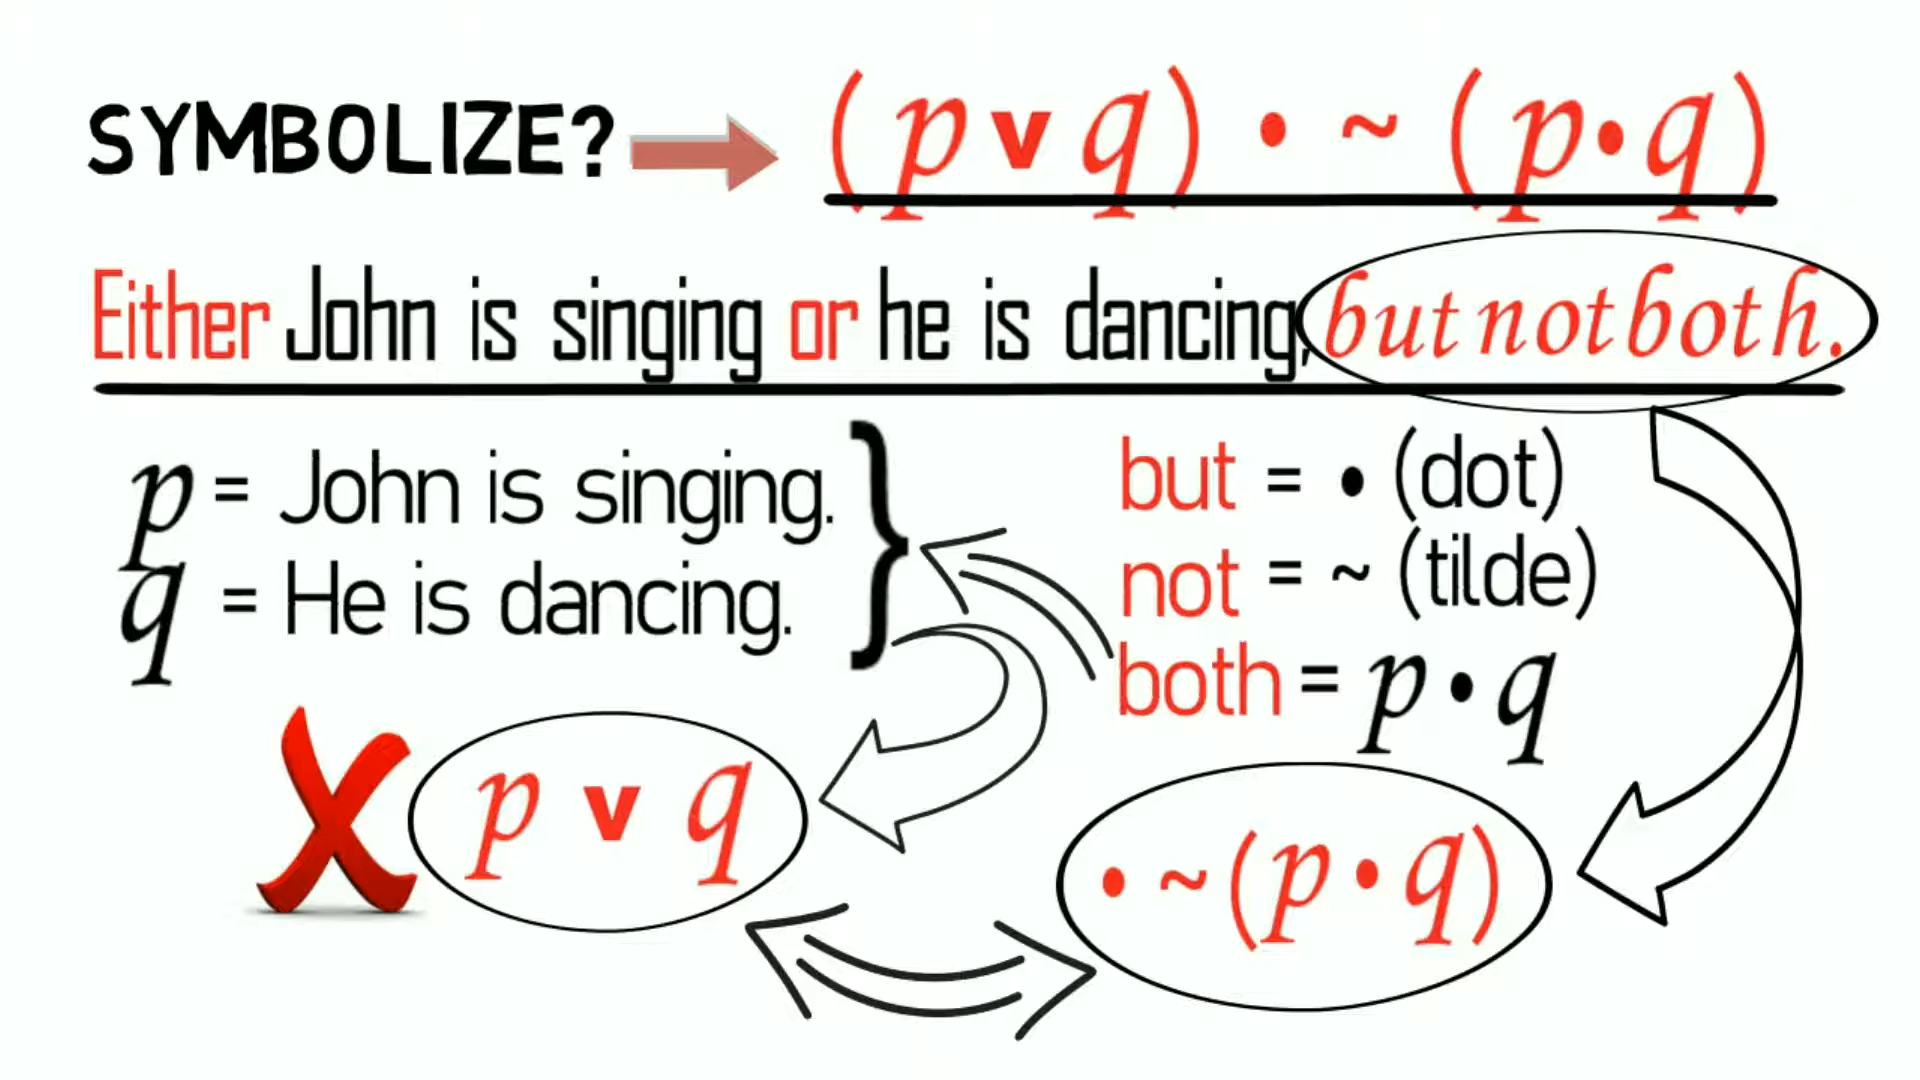 SYMBOLIZE? ( p v q ) • ~ ( p • q )
Either John is singing or he is dancing, but not both.
p = John is singing.
q = He is dancing.
but = • (dot)
not = ~ (tilde)
both = p • q
p v q
• ~ ( p • q )